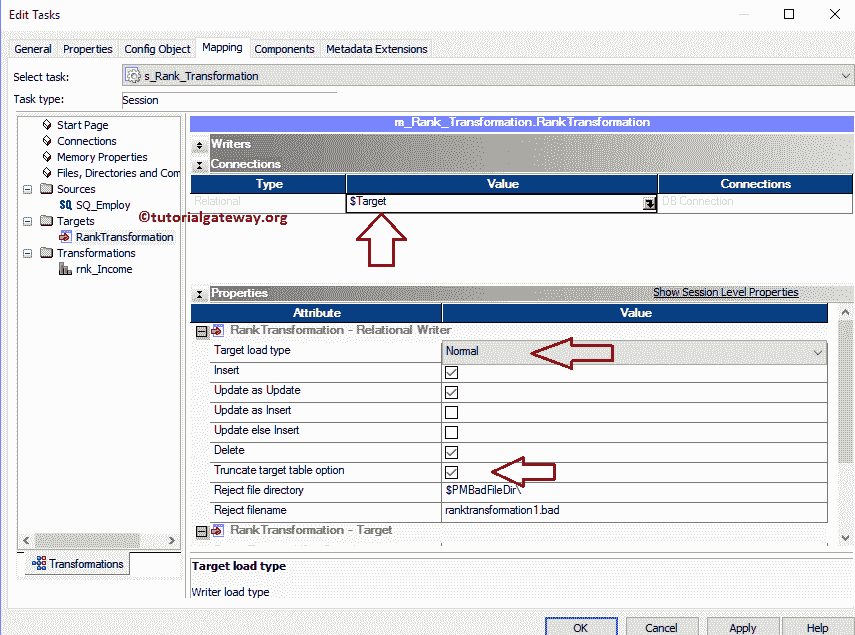 Edit Tasks
General Properties Config Object Mapping Components Metadata Extensions
Select task: s_Rank_Transformation
Task type: Session
m_Rank_Transformation.RankTransformation
Start Page
Connections
Memory Properties
Files, Directories and Com
Sources
SQ SQ_Employ
Targets
RankTransformation
Transformations
rnk_Income
©tutorialgateway.org
Transformations
Writers
Connections
Type Value Connections
Relational $Target DB Connection
Properties Show Session Level Properties
Attribute Value
RankTransformation - Relational Writer
Target load type Normal
Insert
Update as Update
Update as Insert
Update else Insert
Delete
Truncate target table option
Reject file directory $PMBadFileDir\
Reject filename ranktransformation1.bad
RankTransformation - Target
Target load type
Writer load type
OK Cancel Apply Help